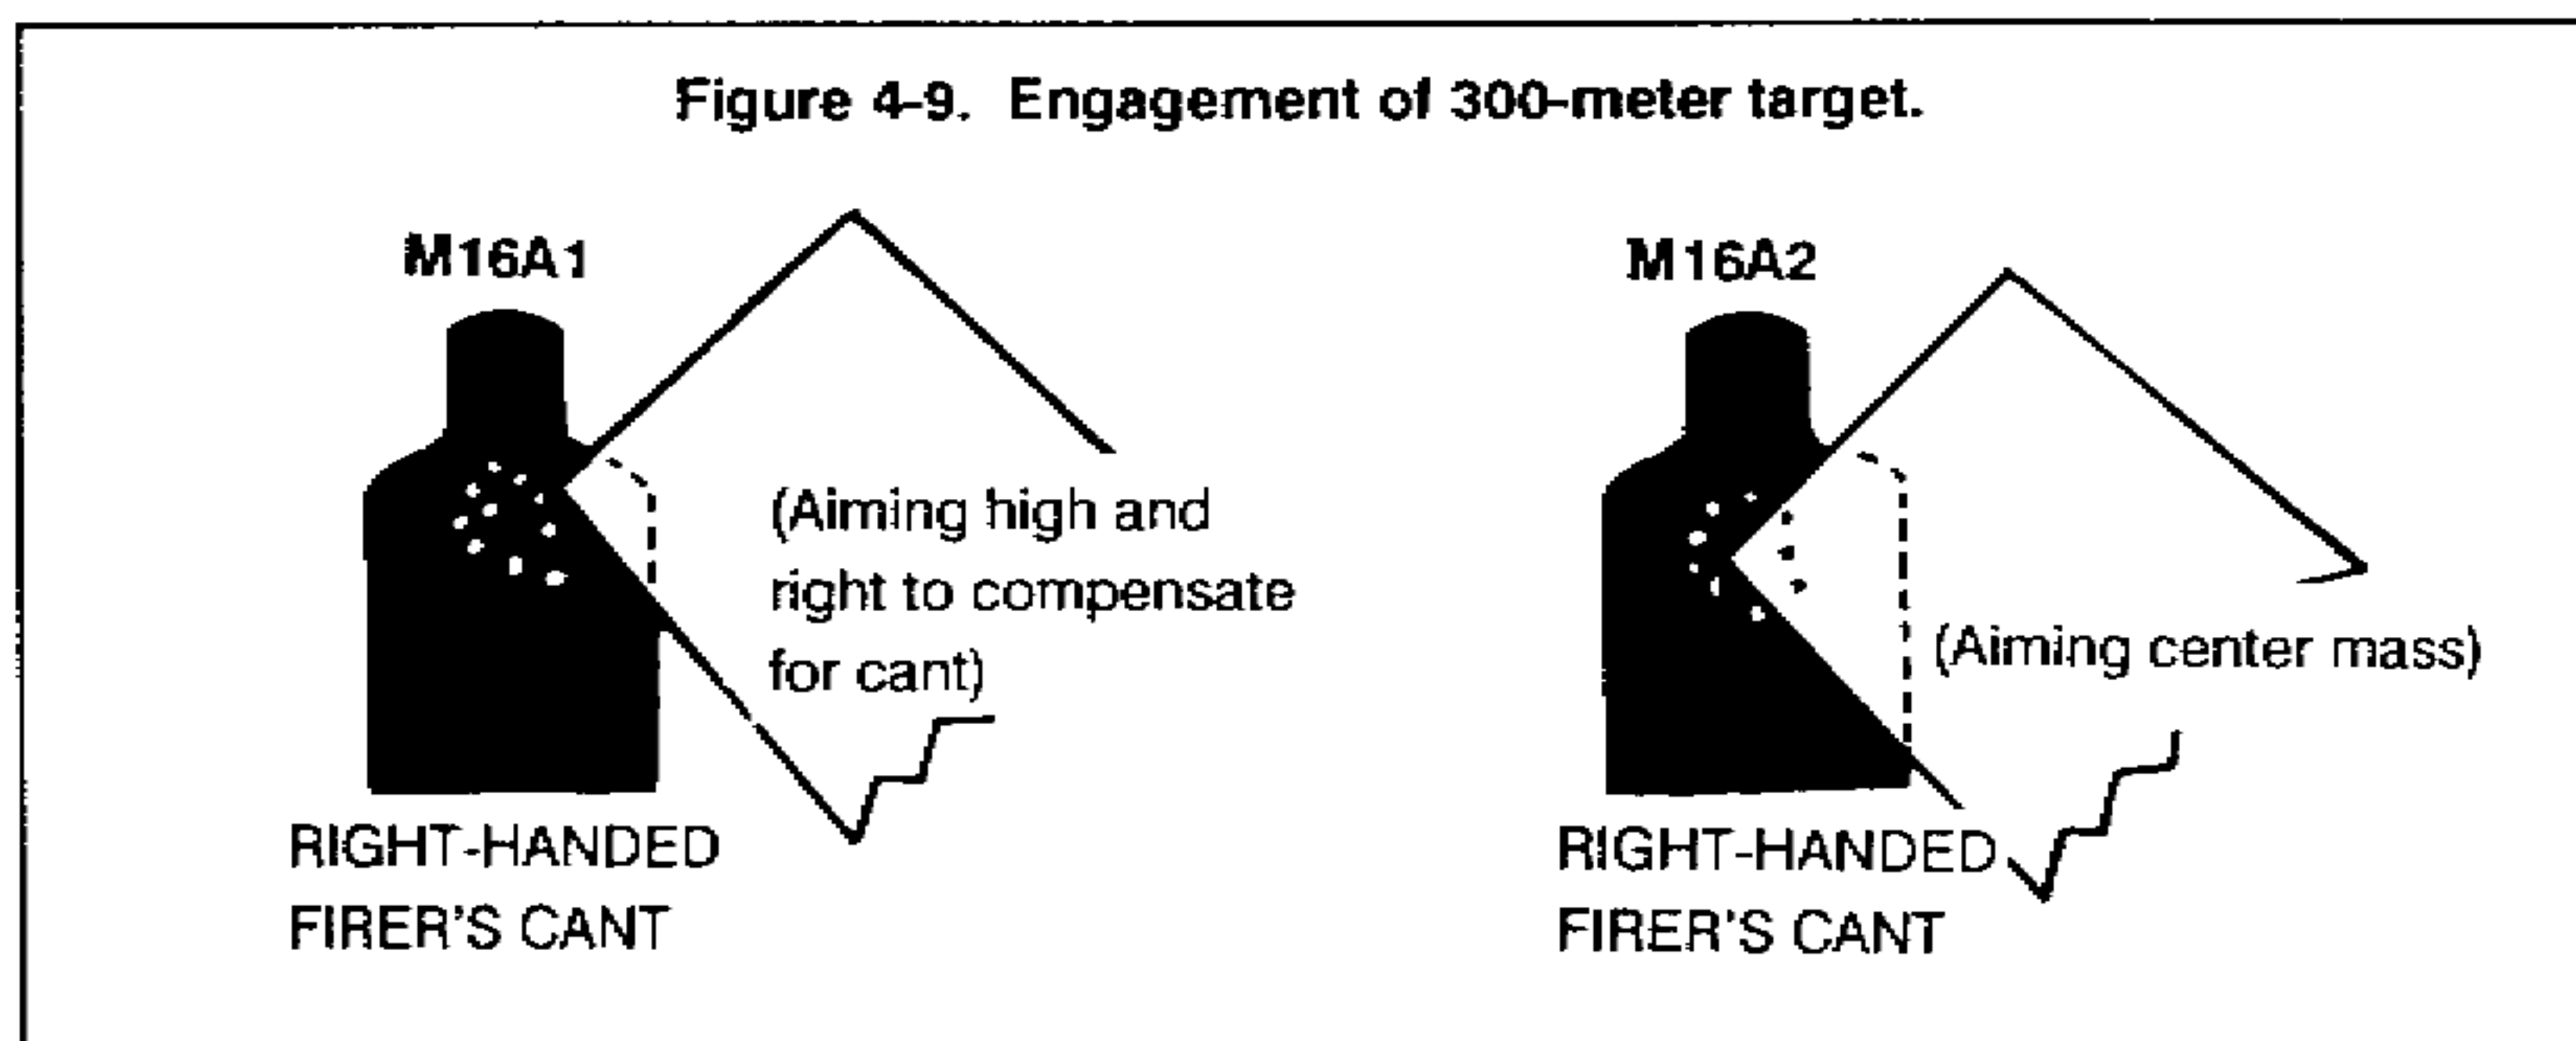 Figure 4-9. Engagement of 300-meter target.
M16A1
(Aiming high and
right to compensate
for cant)
RIGHT-HANDED
FIRER'S CANT
M16A2
(Aiming center mass)
RIGHT-HANDED
FIRER'S CANT